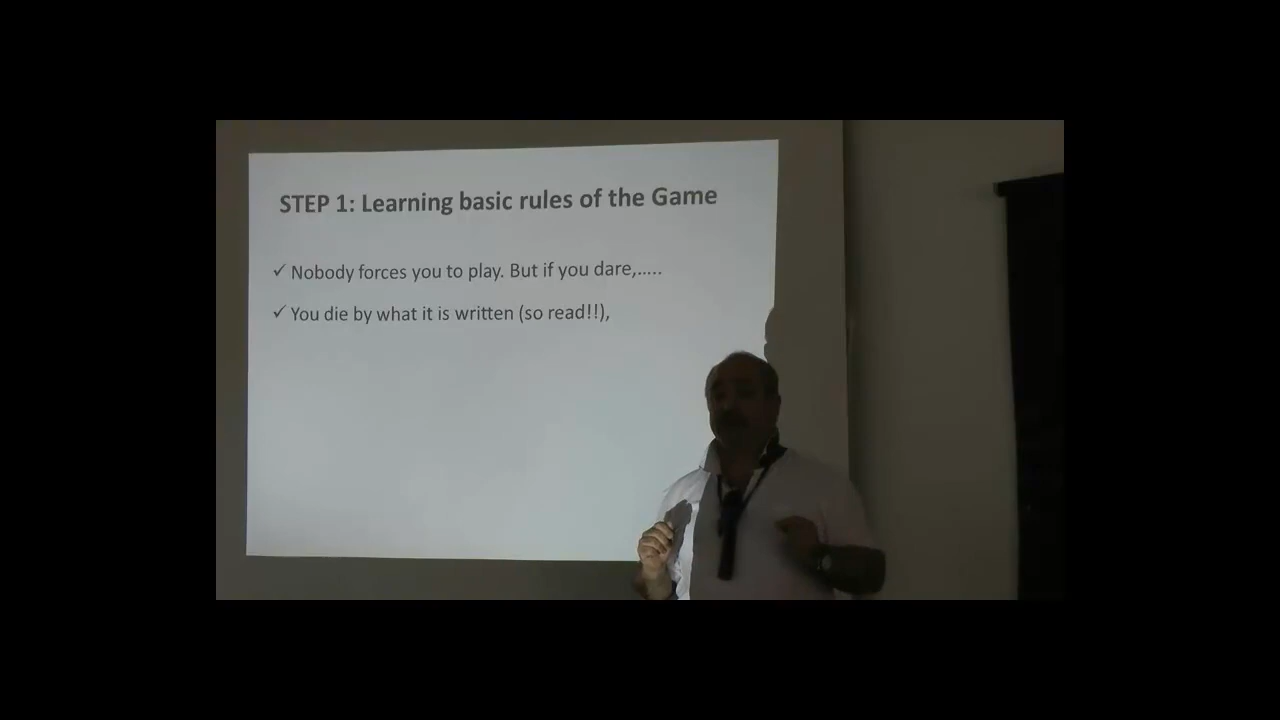 STEP 1: Learning basic rules of the Game
✓ Nobody forces you to play. But if you dare,.....
✓ You die by what it is written (so read!!),